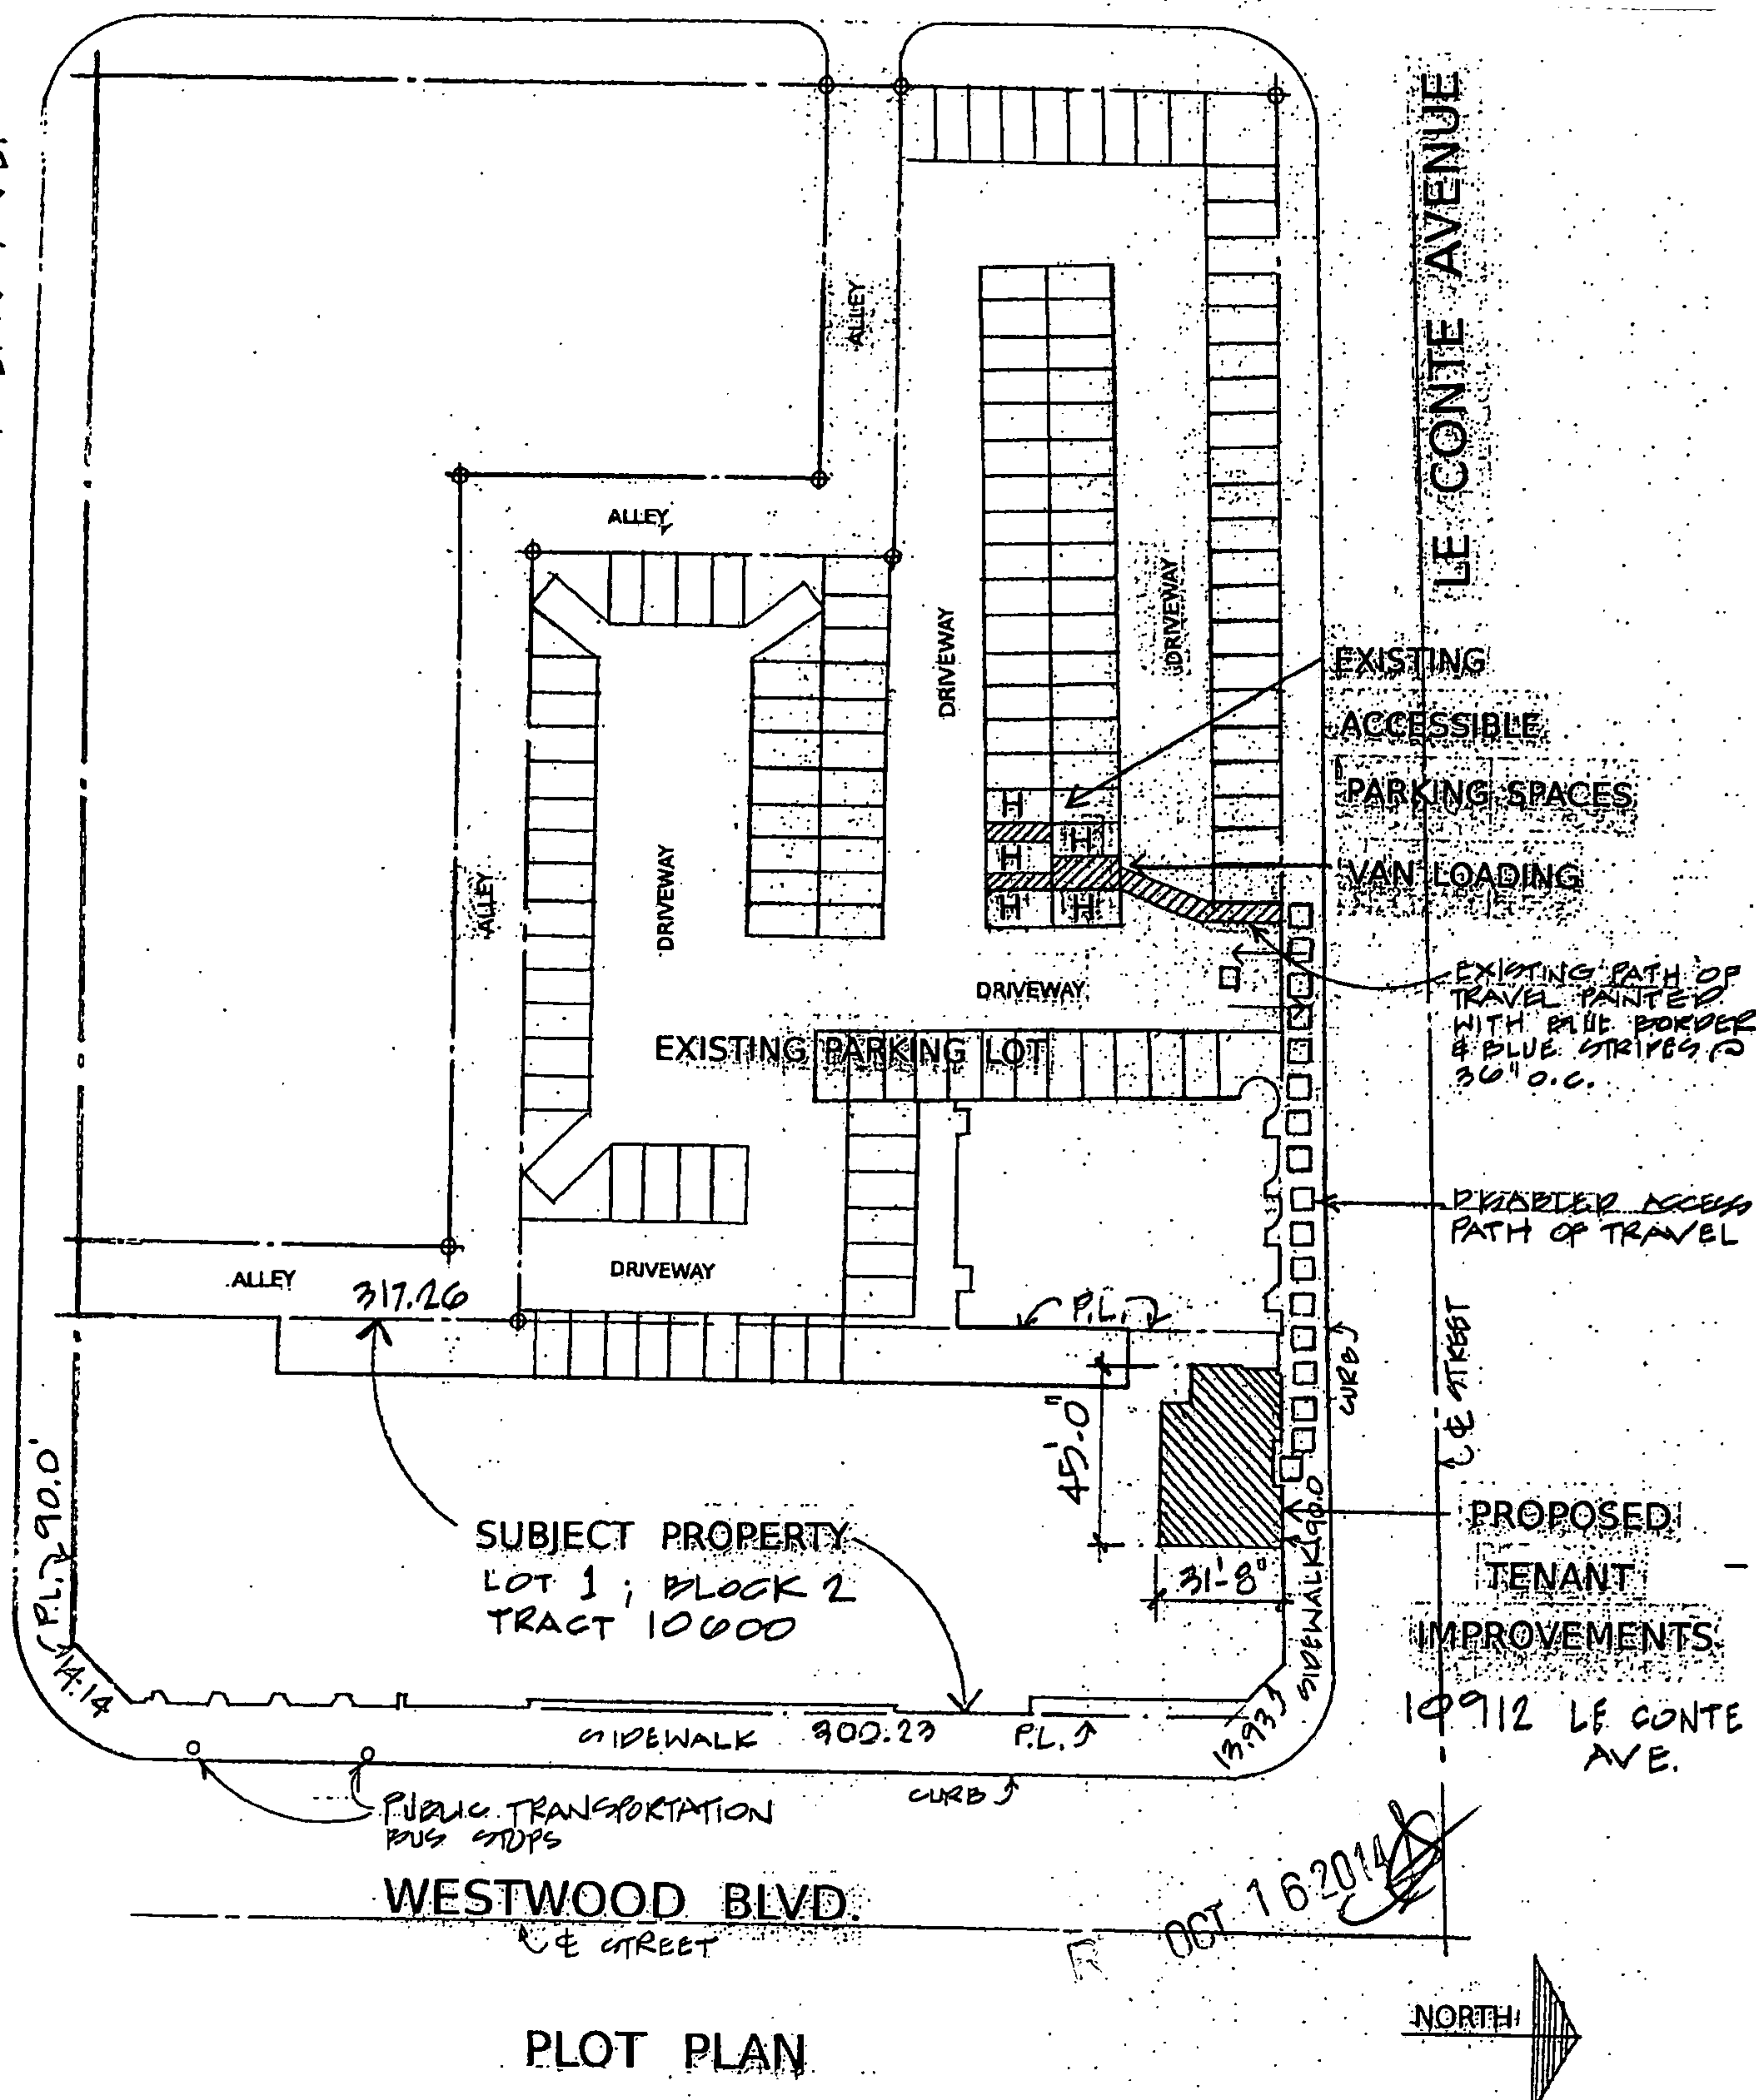 LE CONTE AVENUE
ALLEY
ALLEY
DRIVEWAY
DRIVEWAY
EXISTING
ACCESSIBLE
PARKING SPACES
VAN LOADING
H
H
H
H
H
ALLEY
DRIVEWAY
DRIVEWAY
EXISTING PATH OF
TRAVEL PAINTED
WITH BLUE BORDER
& BLUE STRIPES @
36" O.C.
EXISTING PARKING LOT
DISABLED ACCESS
PATH OF TRAVEL
ALLEY
317.26
DRIVEWAY
P.L.
CURB
℄ STREET
45'-0"
31'-8"
(P.L.) 90.0'
14.14
SUBJECT PROPERTY
LOT 1 ; BLOCK 2
TRACT 10600
SIDEWALK 90.0
PROPOSED
TENANT
IMPROVEMENTS
10912 LE CONTE
AVE.
SIDEWALK 300.23 P.L.
13.93
CURB
PUBLIC TRANSPORTATION
BUS STOPS
WESTWOOD BLVD.
℄ STREET
OCT 16 2014
PLOT PLAN
NORTH